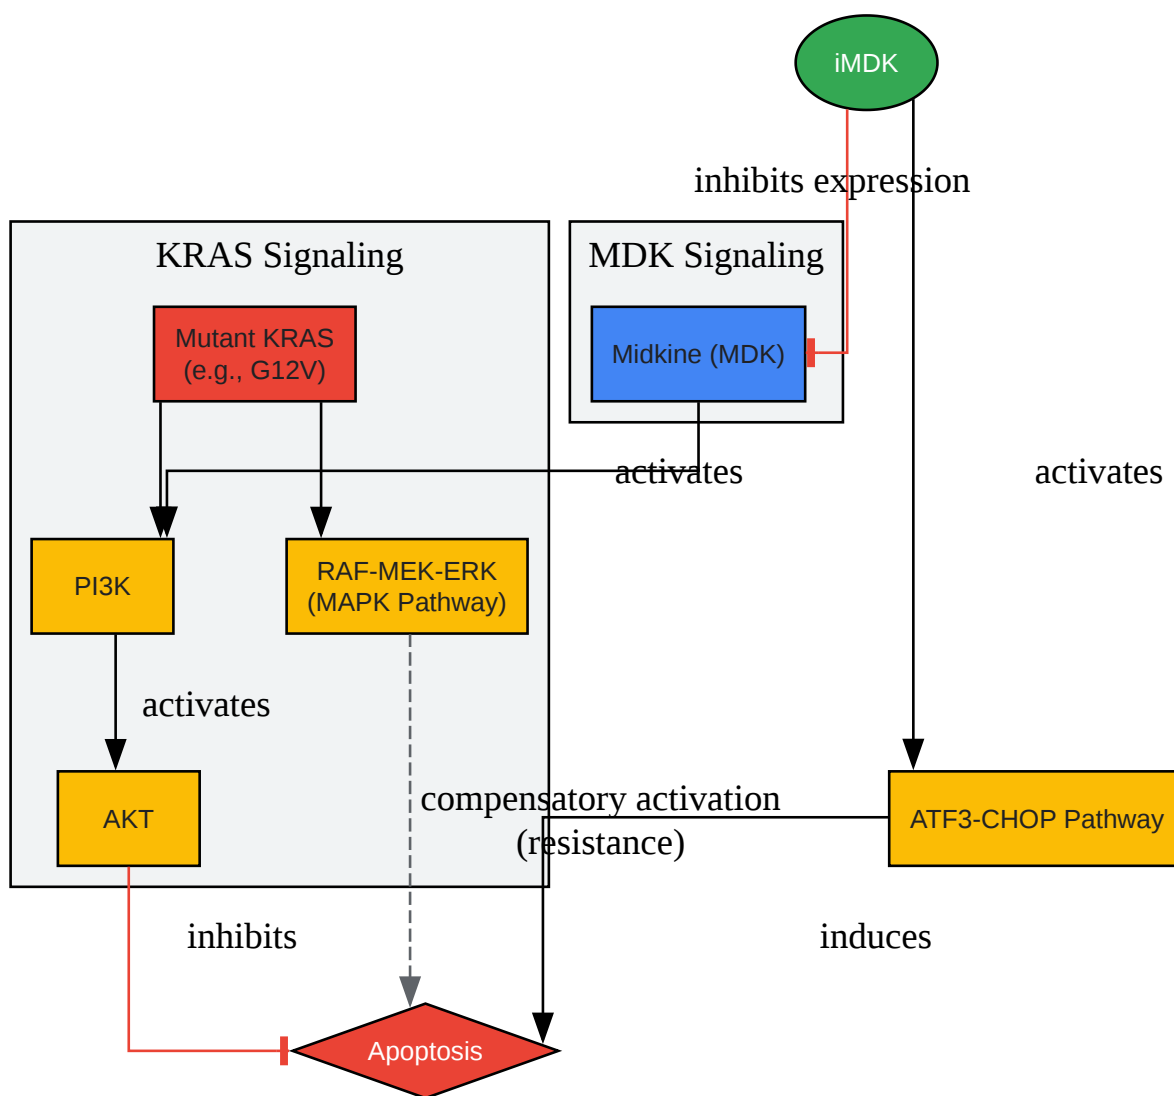 iMDK
inhibits expression
KRAS Signaling
MDK Signaling
Mutant KRAS
(e.g., G12V)
Midkine (MDK)
activates
activates
PI3K
RAF-MEK-ERK
(MAPK Pathway)
activates
compensatory activation
(resistance)
AKT
ATF3-CHOP Pathway
inhibits
induces
Apoptosis